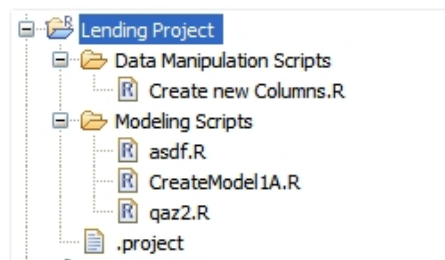 Lending Project
Data Manipulation Scripts
Create new Columns.R
Modeling Scripts
asdf.R
CreateModel1A.R
qaz2.R
.project